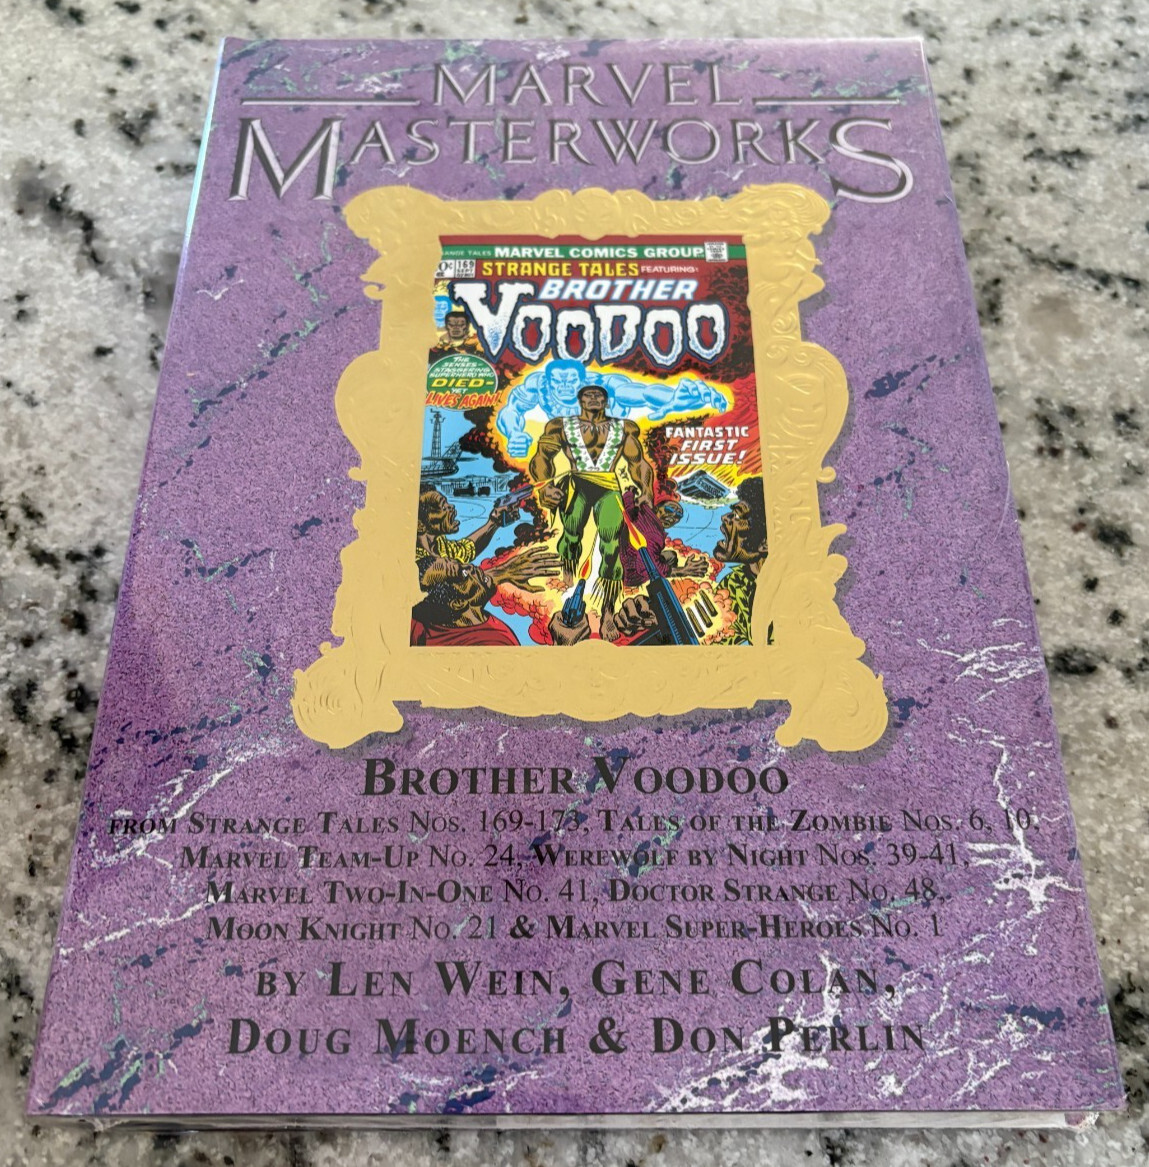 MARVEL
MASTERWORKS
MARVEL COMICS GROUP
169
SEPT
STRANGE TALES FEATURING:
BROTHER
VOODOO
THE
SENSES-
STAGGERING
SUPERHERO WHO
DIED-
YET
LIVES AGAIN!
FANTASTIC
FIRST
ISSUE!
BROTHER VOODOO
FROM STRANGE TALES NOS. 169-173, TALES OF THE ZOMBIE NOS. 6, 10,
MARVEL TEAM-UP NO. 24, WEREWOLF BY NIGHT NOS. 39-41,
MARVEL TWO-IN-ONE NO. 41, DOCTOR STRANGE NO. 48,
MOON KNIGHT NO. 21 & MARVEL SUPER-HEROES NO. 1
BY LEN WEIN, GENE COLAN,
DOUG MOENCH & DON PERLIN